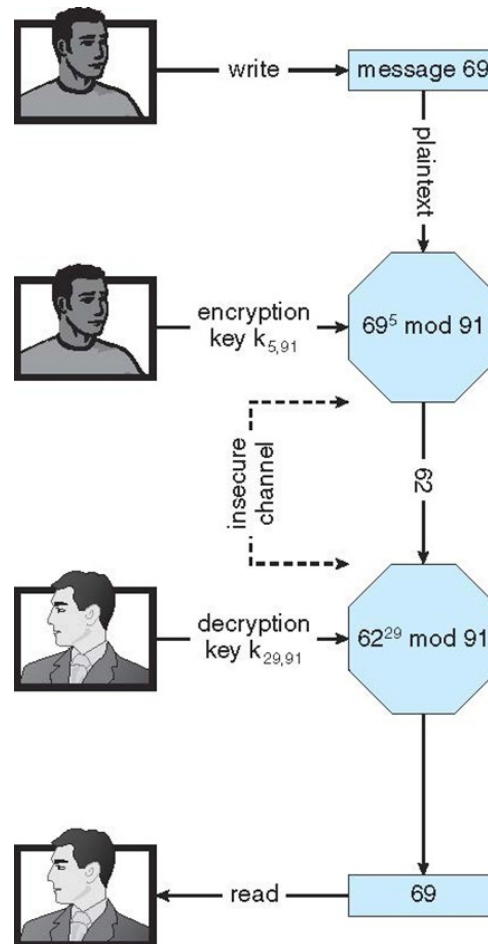 write
message 69
plaintext
encryption
key k₅,₉₁
69⁵ mod 91
insecure
channel
62
decryption
key k₂₉,₉₁
62²⁹ mod 91
read
69